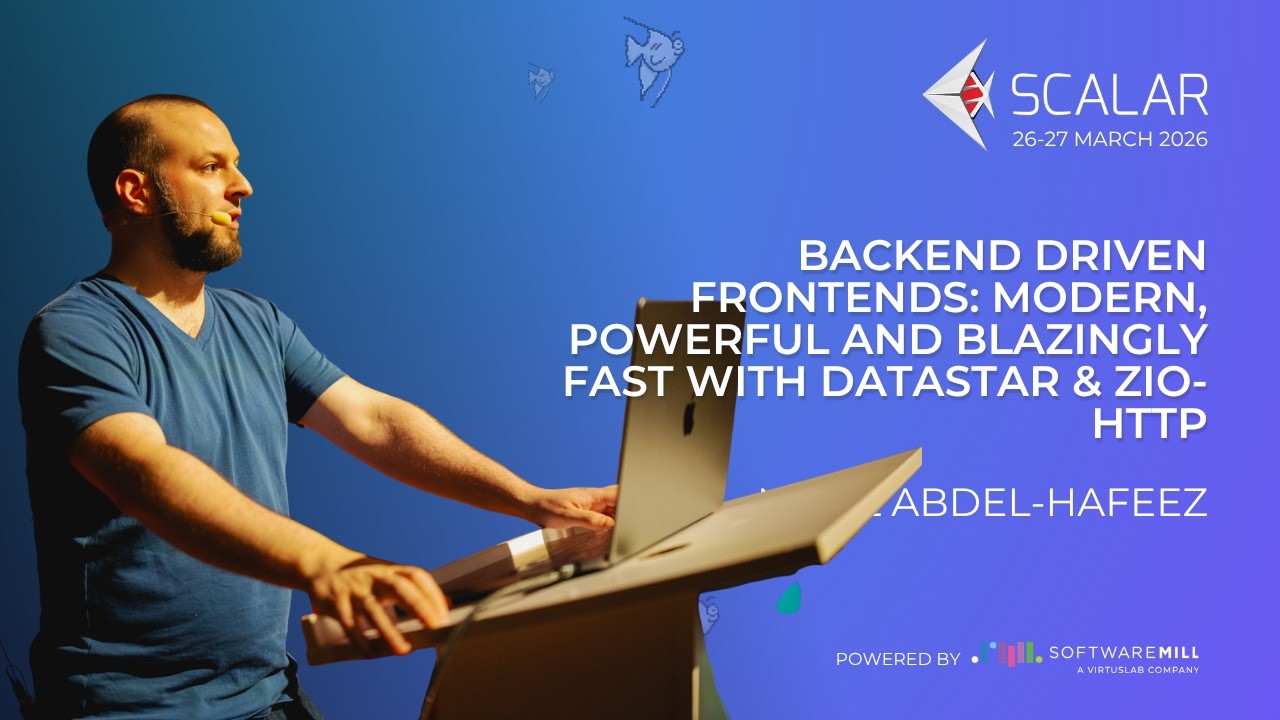 SCALAR
26-27 MARCH 2026
BACKEND DRIVEN
FRONTENDS: MODERN,
POWERFUL AND BLAZINGLY
FAST WITH DATASTAR & ZIO-
HTTP
ABDEL-HAFEEZ
POWERED BY SOFTWAREMILL
A VIRTUSLAB COMPANY